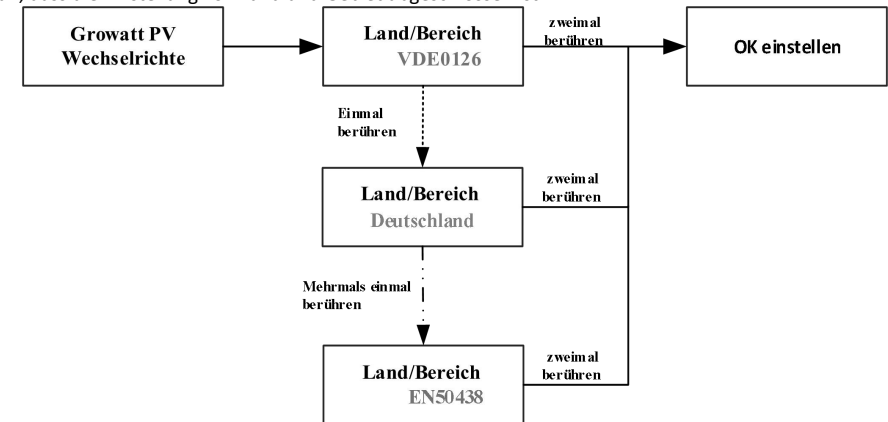 Growatt PV
Wechselrichte
Land/Bereich
VDE0126
zweimal
berühren
OK einstellen
Einmal
berühren
Land/Bereich
Deutschland
zweimal
berühren
Mehrmals einmal
berühren
Land/Bereich
EN50438
zweimal
berühren